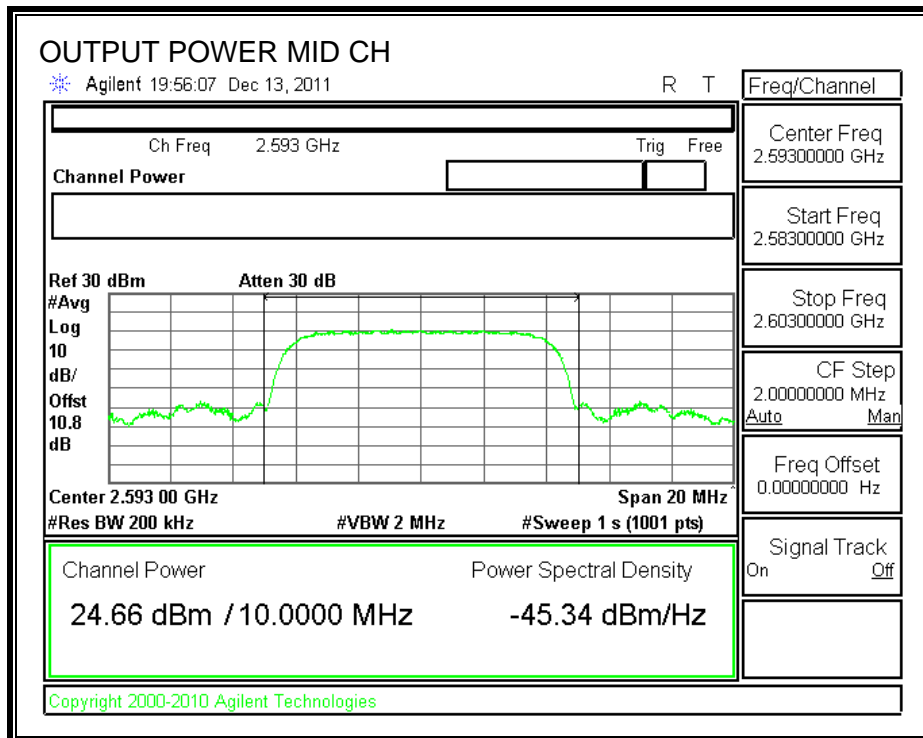 OUTPUT POWER MID CH
Agilent 19:56:07 Dec 13, 2011 R T
Freq/Channel
Ch Freq 2.593 GHz Trig Free
Channel Power
Center Freq
2.59300000 GHz
Start Freq
2.58300000 GHz
Ref 30 dBm Atten 30 dB
#Avg
Log
10
dB/
Offst
10.8
dB
Stop Freq
2.60300000 GHz
CF Step
2.00000000 MHz
Auto Man
Freq Offset
0.00000000 Hz
Center 2.593 00 GHz Span 20 MHz
#Res BW 200 kHz #VBW 2 MHz #Sweep 1 s (1001 pts)
Signal Track
On Off
Channel Power Power Spectral Density
24.66 dBm / 10.0000 MHz -45.34 dBm/Hz
Copyright 2000-2010 Agilent Technologies